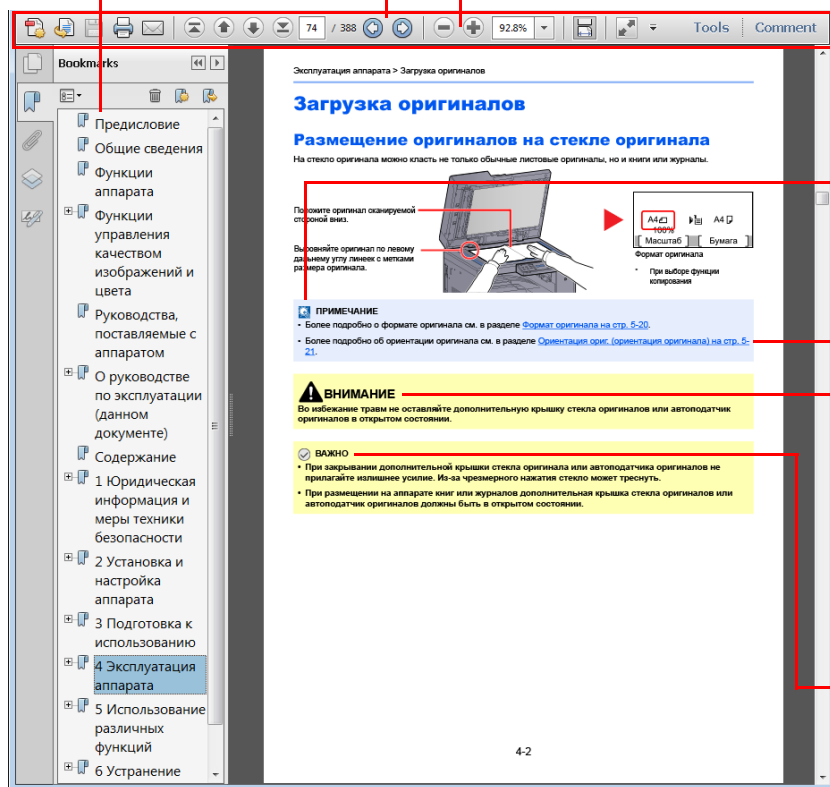 74 / 388
92.8%
Tools
Comment
Bookmarks
Предисловие
Общие сведения
Функции
аппарата
Функции
управления
качеством
изображений и
цвета
Руководства,
поставляемые с
аппаратом
О руководстве
по эксплуатации
(данном
документе)
Содержание
1 Юридическая
информация и
меры техники
безопасности
2 Установка и
настройка
аппарата
3 Подготовка к
использованию
4 Эксплуатация
аппарата
5 Использование
различных
функций
6 Устранение
Эксплуатация аппарата > Загрузка оригиналов
Загрузка оригиналов
Размещение оригиналов на стекле оригинала
На стекло оригинала можно класть не только обычные листовые оригиналы, но и книги или журналы.
Положите оригинал сканируемой
стороной вниз.
Выровняйте оригинал по левому
дальнему углу линеек с метками
размера оригинала.
A4
A4
100%
Масштаб
Бумага
Формат оригинала
* При выборе функции
копирования
ПРИМЕЧАНИЕ
• Более подробно о формате оригинала см. в разделе Формат оригинала на стр. 5-20.
• Более подробно об ориентации оригинала см. в разделе Ориентация ориг. (ориентация оригинала) на стр. 5-
21.
ВНИМАНИЕ
Во избежание травм не оставляйте дополнительную крышку стекла оригиналов или автоподатчик
оригиналов в открытом состоянии.
ВАЖНО
• При закрывании дополнительной крышки стекла оригинала или автоподатчика оригиналов не
прилагайте излишнее усилие. Из-за чрезмерного нажатия стекло может треснуть.
• При размещении на аппарате книг или журналов дополнительная крышка стекла оригиналов или
автоподатчик оригиналов должны быть в открытом состоянии.
4-2